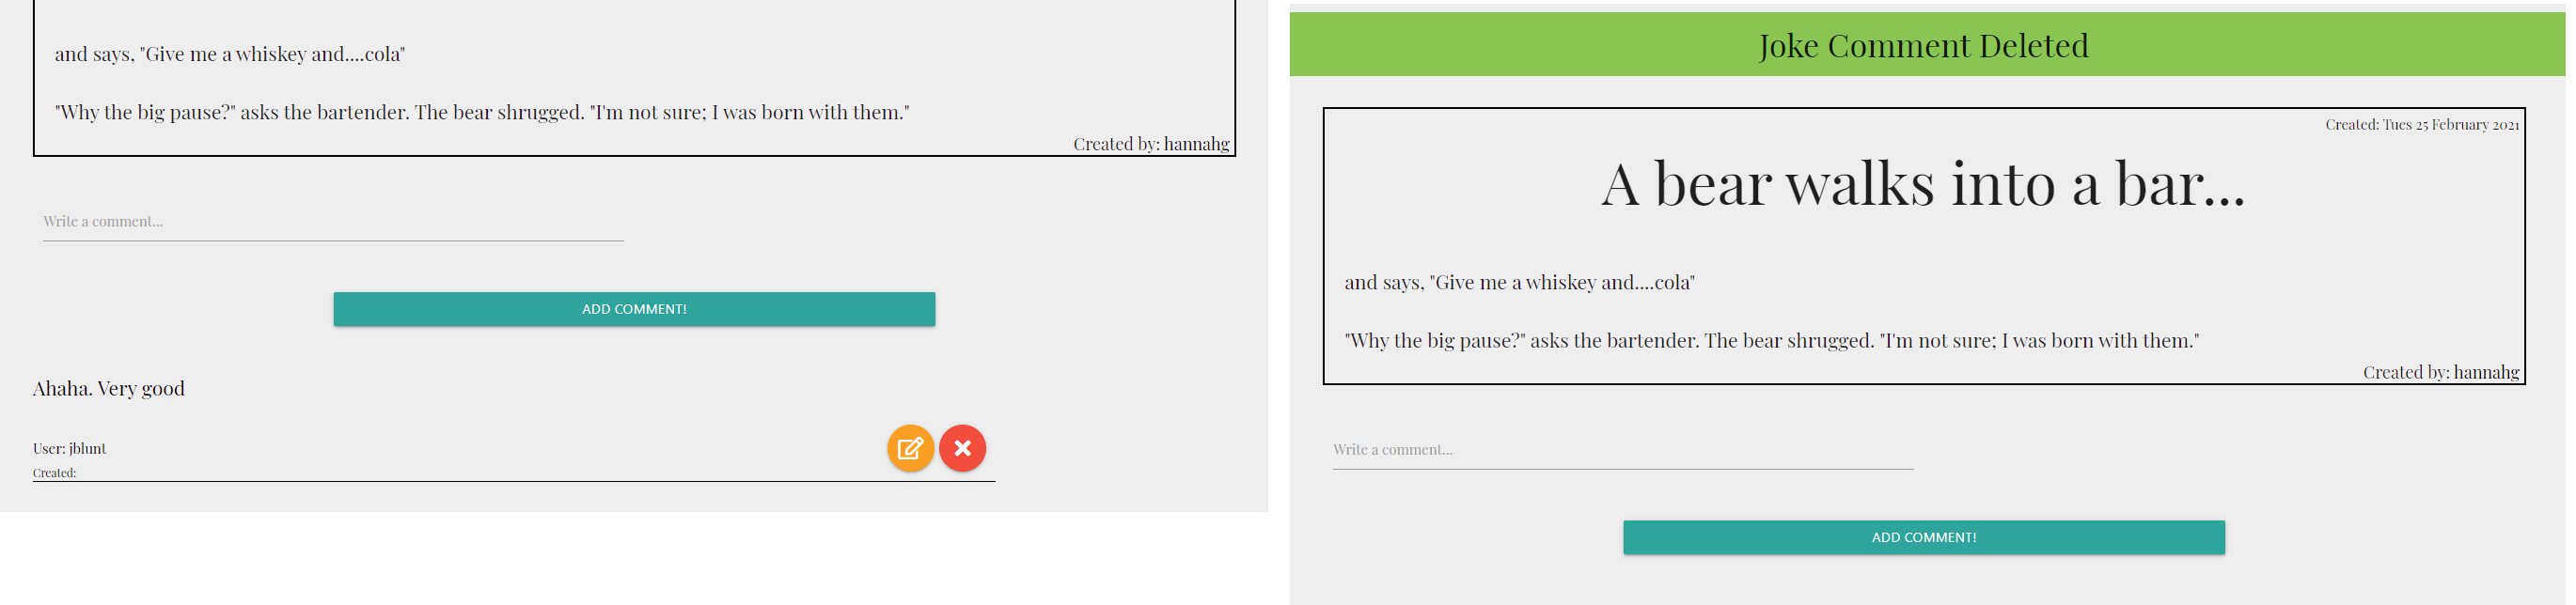 and says, "Give me a whiskey and....cola"
"Why the big pause?" asks the bartender. The bear shrugged. "I'm not sure; I was born with them."
Created by: hannahg
Write a comment...
ADD COMMENT!
Ahaha. Very good
User: jblunt
Created:
Joke Comment Deleted
Created: Tues 25 February 2021
A bear walks into a bar...
and says, "Give me a whiskey and....cola"
"Why the big pause?" asks the bartender. The bear shrugged. "I'm not sure; I was born with them."
Created by: hannahg
Write a comment...
ADD COMMENT!